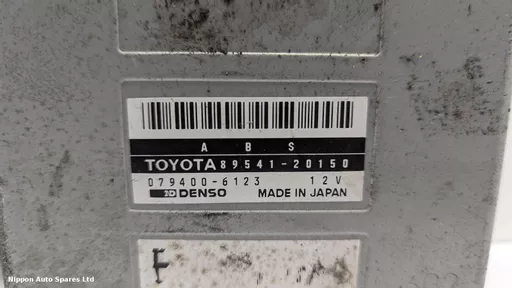 A B S
TOYOTA 89541-20150
079400-6123 12V
DENSO MADE IN JAPAN
F
Nippon Auto Spares Ltd